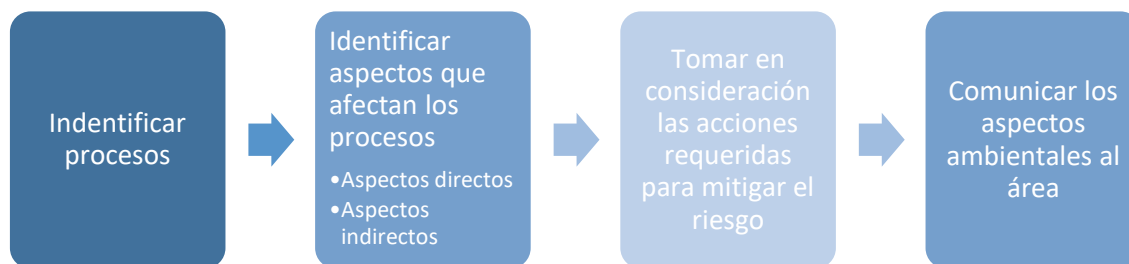 Indentificar
procesos
Identificar
aspectos que
afectan los
procesos
•Aspectos directos
•Aspectos
indirectos
Tomar en
consideración
las acciones
requeridas
para mitigar el
riesgo
Comunicar los
aspectos
ambientales al
área